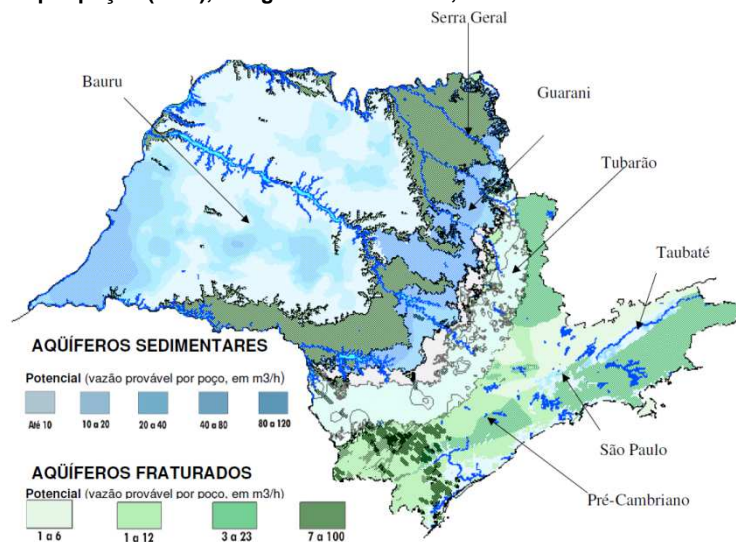 Serra Geral
Bauru
Guarani
Tubarão
Taubaté
AQÜÍFEROS SEDIMENTARES
Potencial (vazão provável por poço, em m3/h)
Até 10
10 a 20
20 a 40
40 a 80
80 a 120
São Paulo
AQÜÍFEROS FRATURADOS
Potencial (vazão provável por poço, em m3/h)
Pré-Cambriano
1 a 6
1 a 12
3 a 23
7 a 100